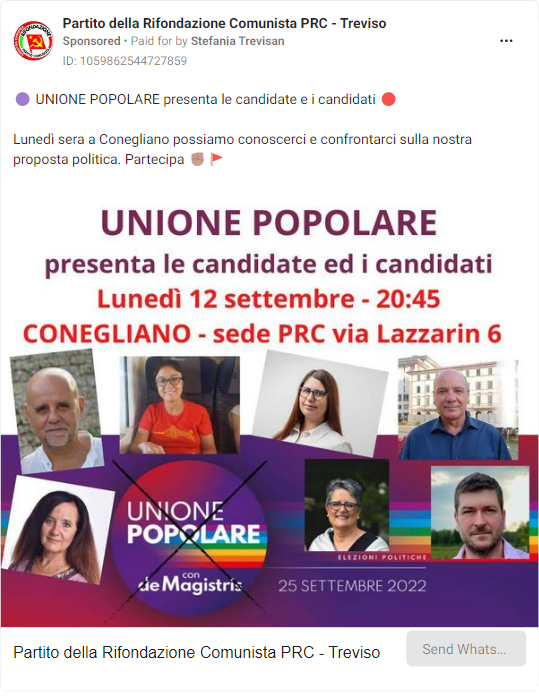 Partito della Rifondazione Comunista PRC - Treviso
Sponsored • Paid for by Stefania Trevisan
ID: 1059862544727859
🟣 UNIONE POPOLARE presenta le candidate e i candidati 🔴
Lunedì sera a Conegliano possiamo conoscerci e confrontarci sulla nostra
proposta politica. Partecipa ✊🏽 🚩
UNIONE POPOLARE
presenta le candidate ed i candidati
Lunedì 12 settembre - 20:45
CONEGLIANO - sede PRC via Lazzarin 6
UNIONE
POPOLARE
con
de Magistris
ELEZIONI POLITICHE
25 SETTEMBRE 2022
Partito della Rifondazione Comunista PRC - Treviso
Send Whats...